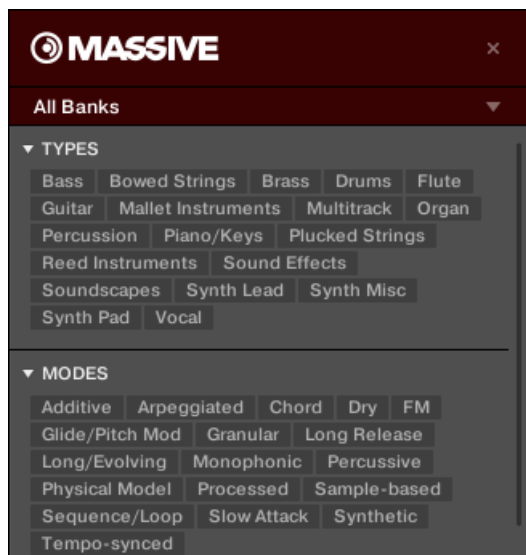 MASSIVE
All Banks
TYPES
Bass Bowed Strings Brass Drums Flute
Guitar Mallet Instruments Multitrack Organ
Percussion Piano/Keys Plucked Strings
Reed Instruments Sound Effects
Soundscapes Synth Lead Synth Misc
Synth Pad Vocal
MODES
Additive Arpeggiated Chord Dry FM
Glide/Pitch Mod Granular Long Release
Long/Evolving Monophonic Percussive
Physical Model Processed Sample-based
Sequence/Loop Slow Attack Synthetic
Tempo-synced